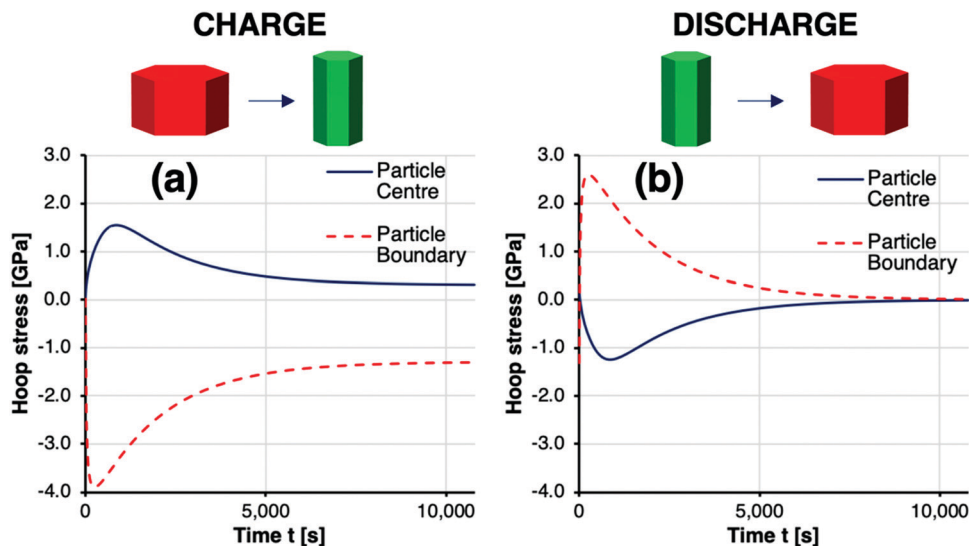 CHARGE
DISCHARGE
(a)
Particle
Centre
Particle
Boundary
3.0
2.0
1.0
0.0
-1.0
-2.0
-3.0
-4.0
Hoop stress [GPa]
0
5,000
10,000
Time t [s]
(b)
Particle
Centre
Particle
Boundary
3.0
2.0
1.0
0.0
-1.0
-2.0
-3.0
-4.0
Hoop stress [GPa]
0
5,000
10,000
Time t [s]